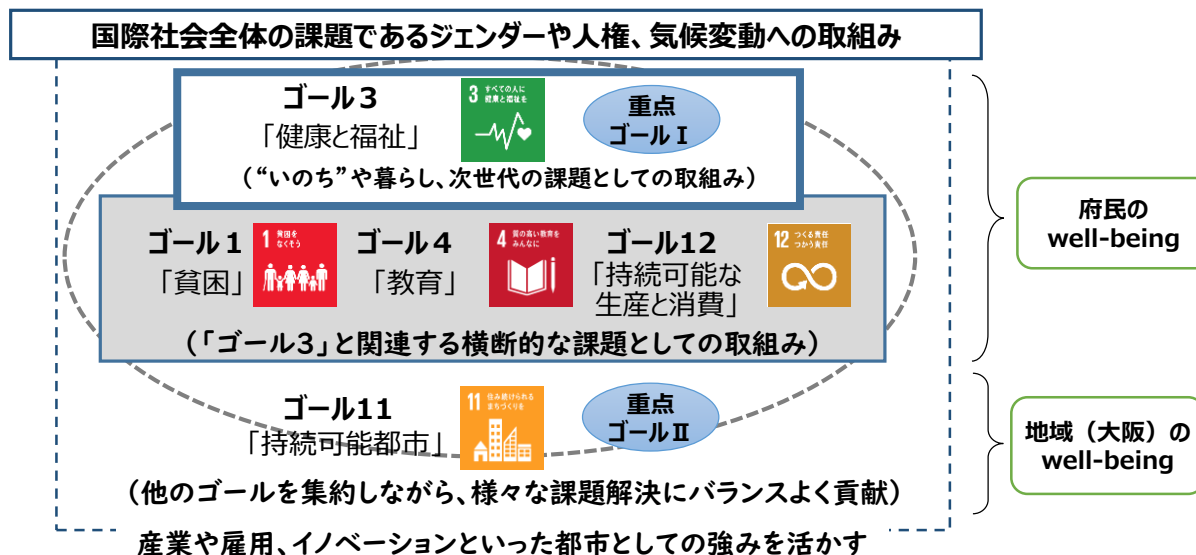 国際社会全体の課題であるジェンダーや人権、気候変動への取組み
ゴール３
「健康と福祉」
3 すべての人に
健康と福祉を
重点
ゴールⅠ
（“いのち”や暮らし、次世代の課題としての取組み）
ゴール１
「貧困」
1 貧困を
なくそう
ゴール４
「教育」
4 質の高い教育を
みんなに
ゴール12
「持続可能な
生産と消費」
12 つくる責任
つかう責任
（「ゴール3」と関連する横断的な課題としての取組み）
府民の
well-being
ゴール11
「持続可能都市」
11 住み続けられる
まちづくりを
重点
ゴールⅡ
（他のゴールを集約しながら、様々な課題解決にバランスよく貢献）
地域（大阪）の
well-being
産業や雇用、イノベーションといった都市としての強みを活かす